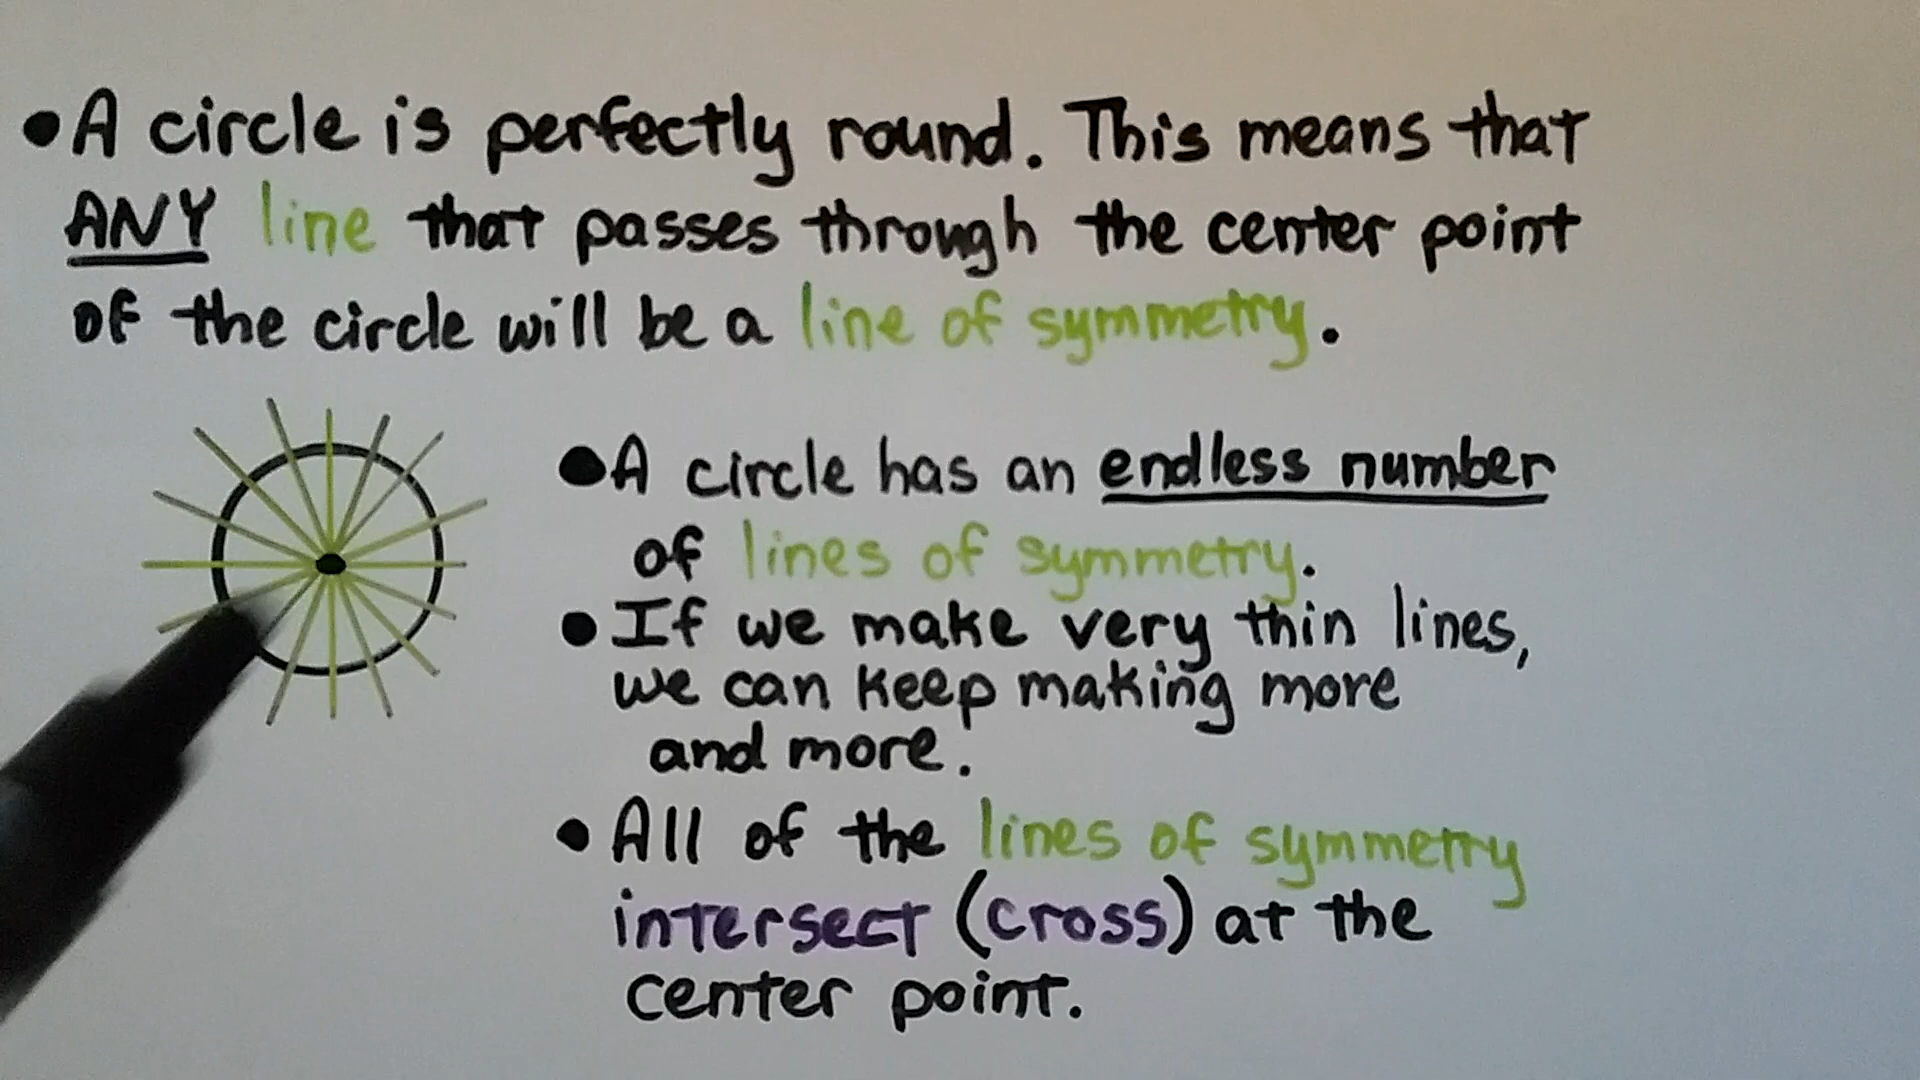 • A circle is perfectly round. This means that
ANY line that passes through the center point
of the circle will be a line of symmetry.
• A circle has an endless number
of lines of symmetry.
• If we make very thin lines,
we can keep making more
and more.
• All of the lines of symmetry
intersect (cross) at the
center point.